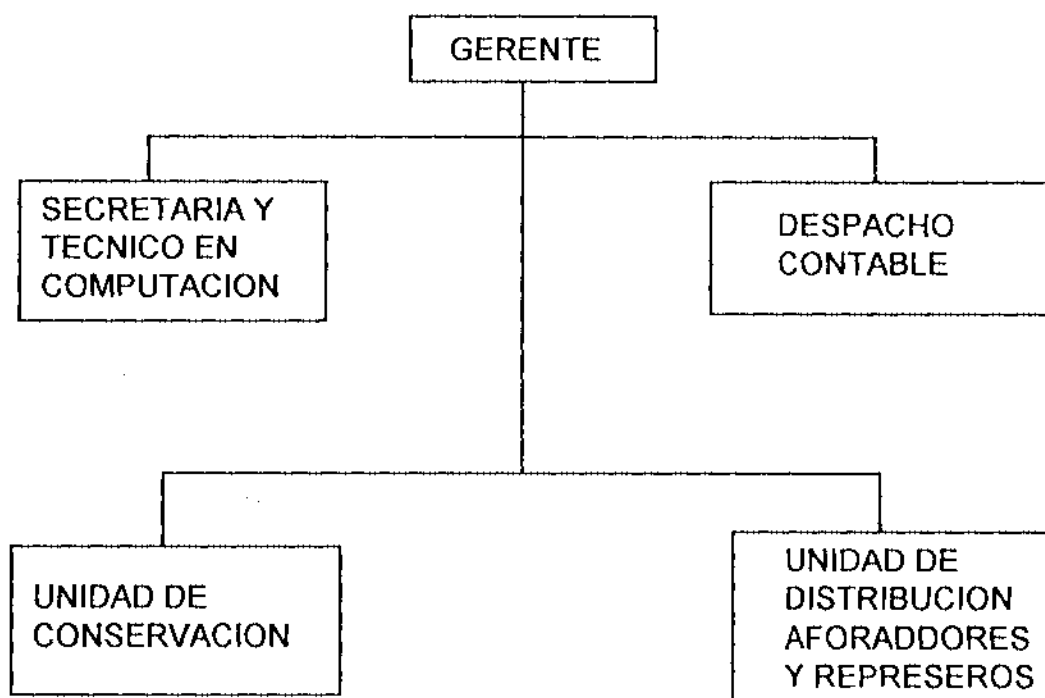 GERENTE
SECRETARIA Y
TECNICO EN
COMPUTACION
DESPACHO
CONTABLE
UNIDAD DE
CONSERVACION
UNIDAD DE
DISTRIBUCION
AFORADDORES
Y REPRESEROS